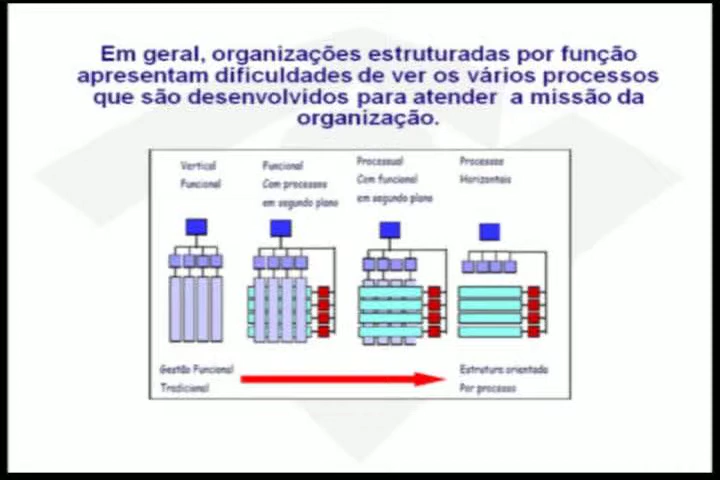 Em geral, organizações estruturadas por função
apresentam dificuldades de ver os vários processos
que são desenvolvidos para atender a missão da
organização.
Vertical
Funcional
Funcional
Com processos
em segundo plano
Processual
Com funcional
em segundo plano
Processos
Horizontais
Gestão Funcional
Tradicional
Estrutura orientada
Por processo